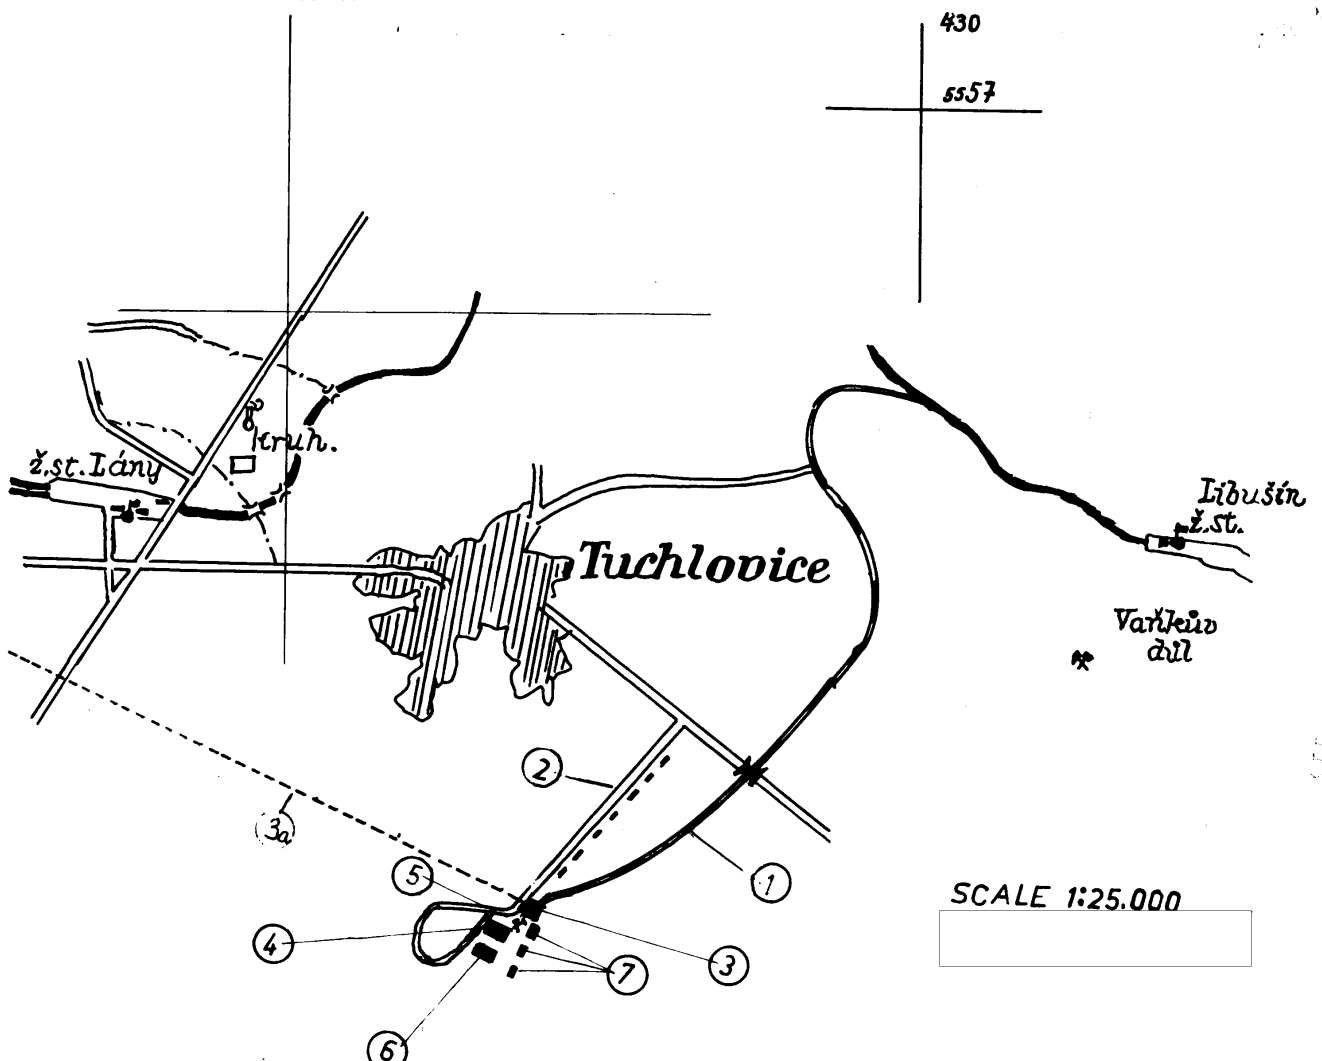 430
5557
kruh.
ž.st. Lány
Libušín
ž.st.
Tuchlovice
Vaňkův
důl
2
3a
5
1
SCALE 1:25.000
4
3
7
6